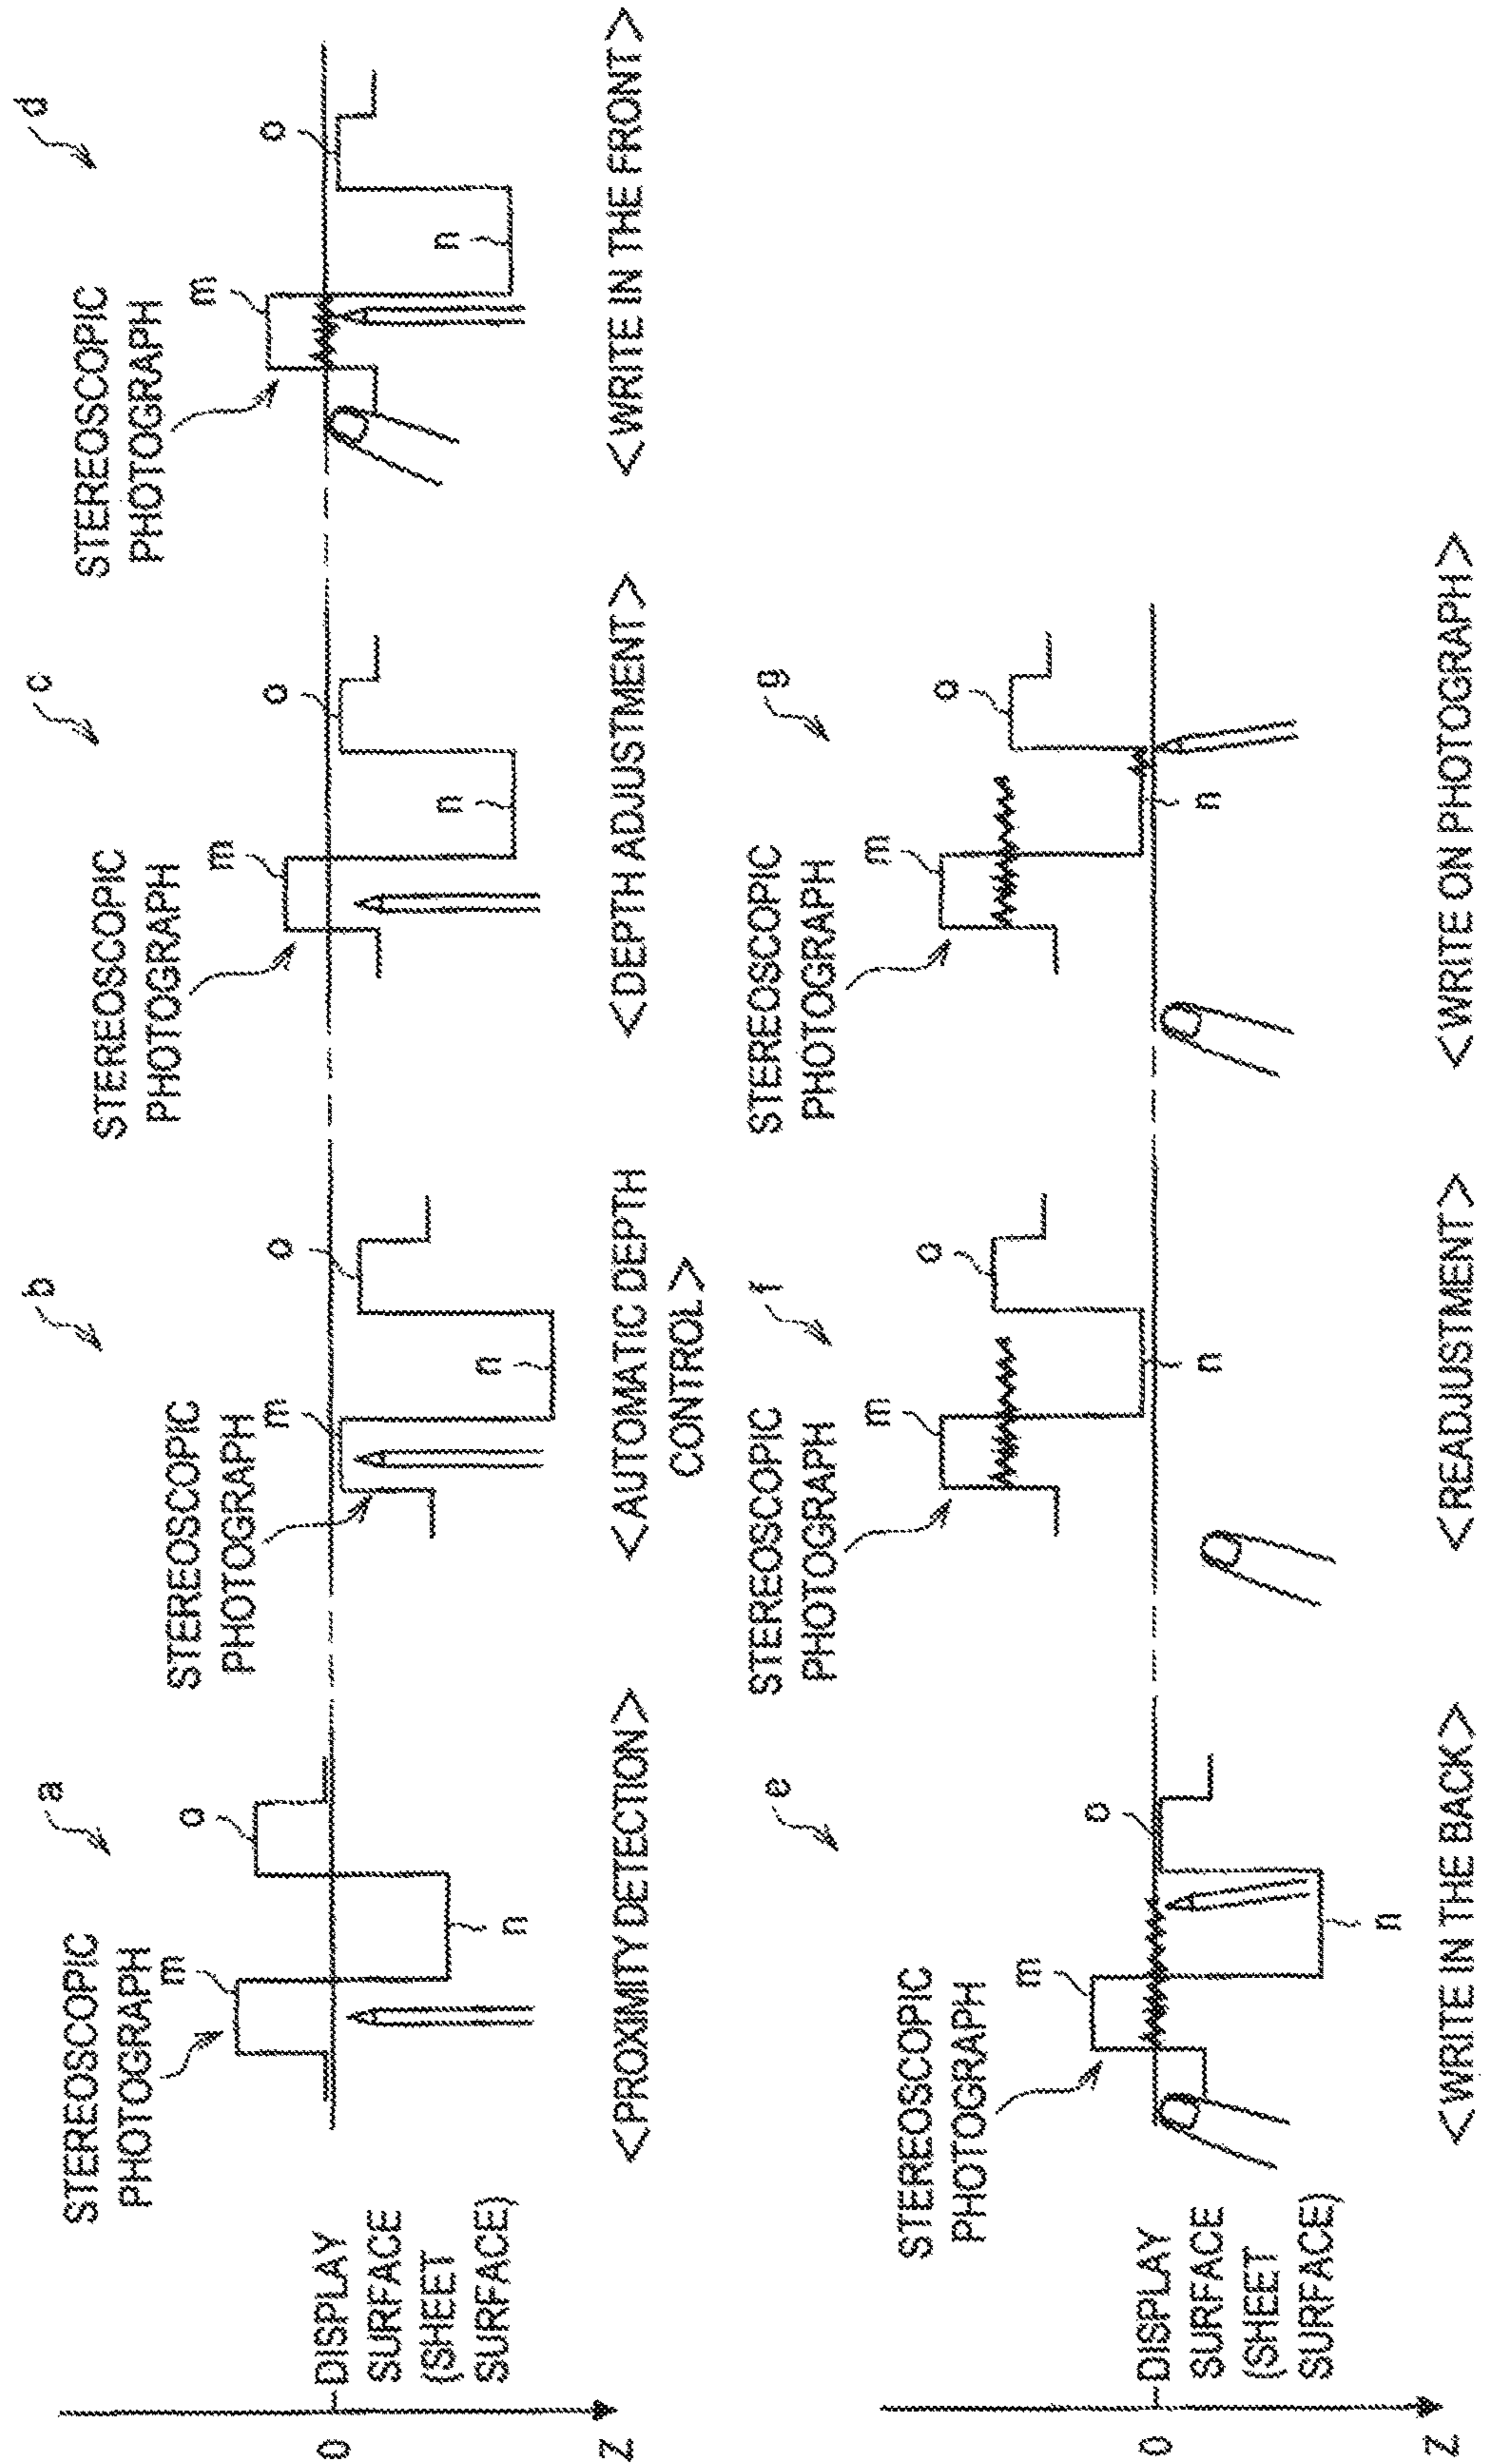 a
STEREOSCOPIC
PHOTOGRAPH
m
o
n
<PROXIMITY DETECTION>
b
STEREOSCOPIC
PHOTOGRAPH
m
o
n
<AUTOMATIC DEPTH
CONTROL>
c
STEREOSCOPIC
PHOTOGRAPH
m
o
n
<DEPTH ADJUSTMENT>
d
STEREOSCOPIC
PHOTOGRAPH
m
o
n
<WRITE IN THE FRONT>
0
DISPLAY
SURFACE
(SHEET
SURFACE)
Z
e
STEREOSCOPIC
PHOTOGRAPH
m
o
n
<WRITE IN THE BACK>
f
STEREOSCOPIC
PHOTOGRAPH
m
o
n
<READJUSTMENT>
g
STEREOSCOPIC
PHOTOGRAPH
m
o
n
<WRITE ON PHOTOGRAPH>
0
DISPLAY
SURFACE
(SHEET
SURFACE)
Z